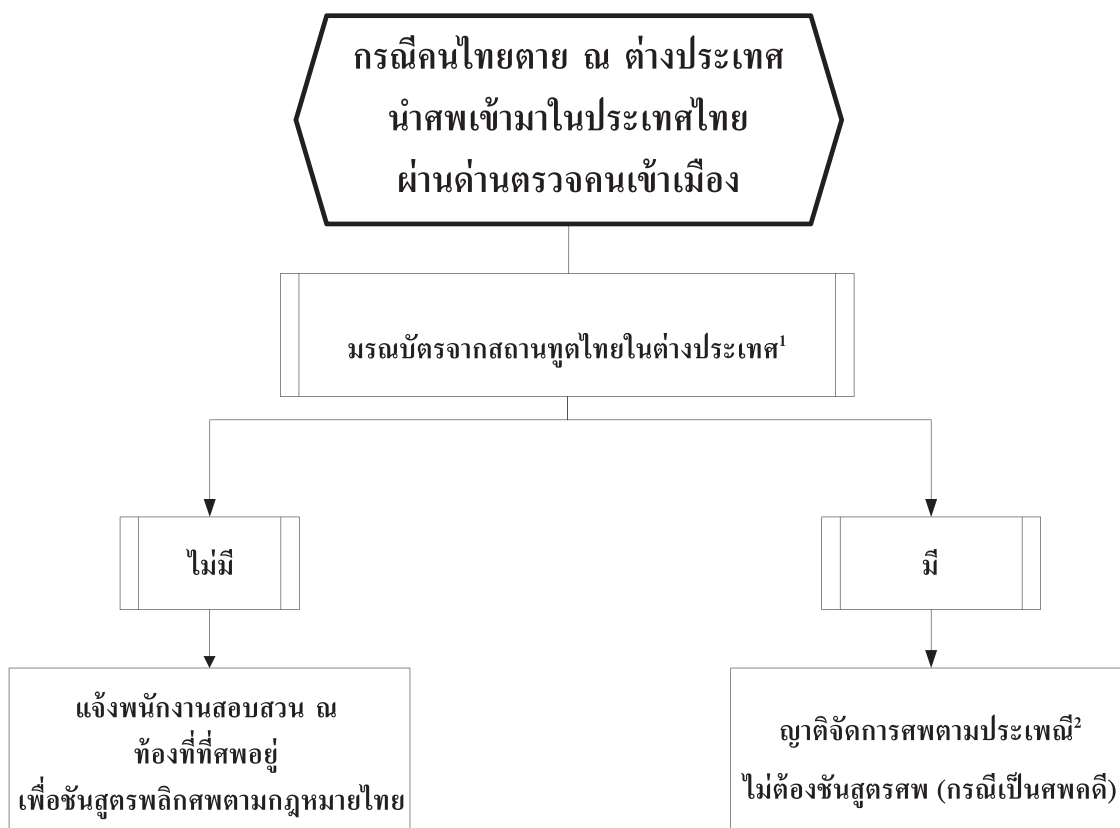 กรณีคนไทยตาย ณ ต่างประเทศ
นำศพเข้ามาในประเทศไทย
ผ่านด่านตรวจคนเข้าเมือง
มรณบัตรจากสถานทูตไทยในต่างประเทศ¹
ไม่มี
มี
แจ้งพนักงานสอบสวน ณ
ท้องที่ที่ศพอยู่
เพื่อชันสูตรพลิกศพตามกฎหมายไทย
ญาติจัดการศพตามประเพณี²
ไม่ต้องชันสูตรศพ (กรณีเป็นศพคดี)